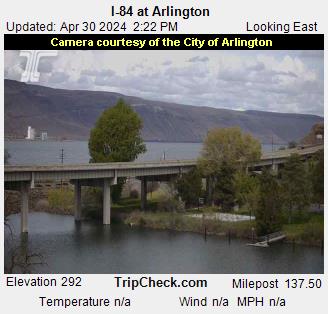 I-84 at Arlington
Updated: Apr 30 2024 2:22 PM Looking East
Camera courtesy of the City of Arlington
Elevation 292 TripCheck.com Milepost 137.50
Temperature n/a Wind n/a MPH n/a